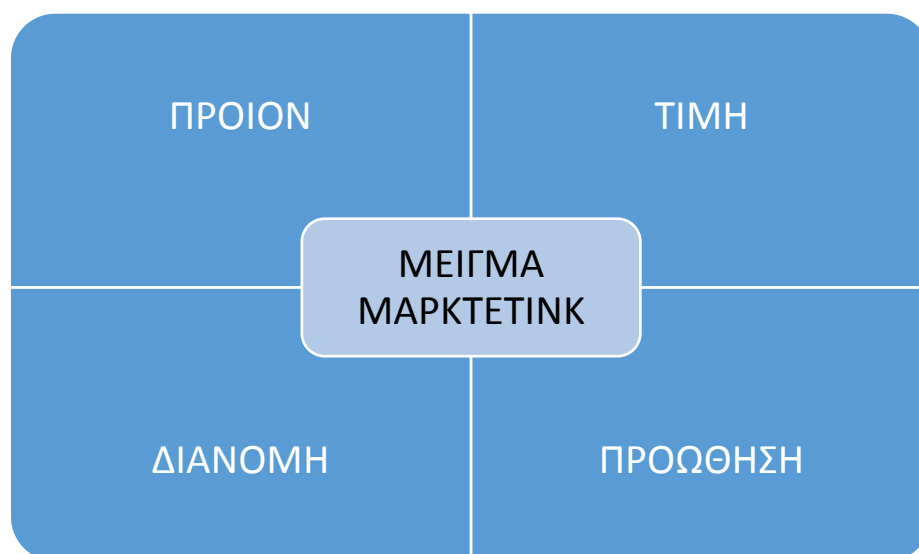 ΠΡΟΙΟΝ
ΤΙΜΗ
ΜΕΙΓΜΑ
ΜΑΡΚΤΕΤΙΝΚ
ΔΙΑΝΟΜΗ
ΠΡΟΩΘΗΣΗ